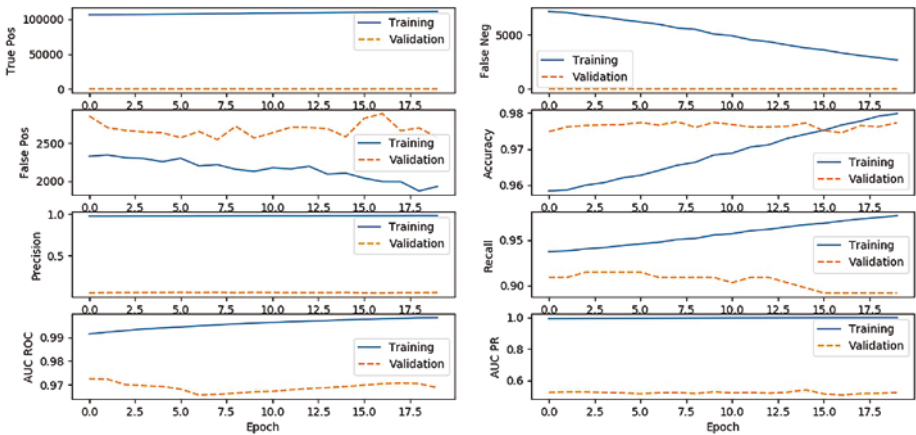 True Pos
100000
50000
0
Training
Validation
0.0 2.5 5.0 7.5 10.0 12.5 15.0 17.5
False Neg
5000
0
Training
Validation
0.0 2.5 5.0 7.5 10.0 12.5 15.0 17.5
False Pos
2500
2000
Training
Validation
0.0 2.5 5.0 7.5 10.0 12.5 15.0 17.5
Accuracy
0.98
0.97
0.96
Training
Validation
0.0 2.5 5.0 7.5 10.0 12.5 15.0 17.5
Precision
1.0
0.5
Training
Validation
0.0 2.5 5.0 7.5 10.0 12.5 15.0 17.5
Recall
0.95
0.90
Training
Validation
0.0 2.5 5.0 7.5 10.0 12.5 15.0 17.5
AUC ROC
0.99
0.98
0.97
Training
Validation
0.0 2.5 5.0 7.5 10.0 12.5 15.0 17.5
Epoch
AUC PR
1.0
0.8
0.6
Training
Validation
0.0 2.5 5.0 7.5 10.0 12.5 15.0 17.5
Epoch